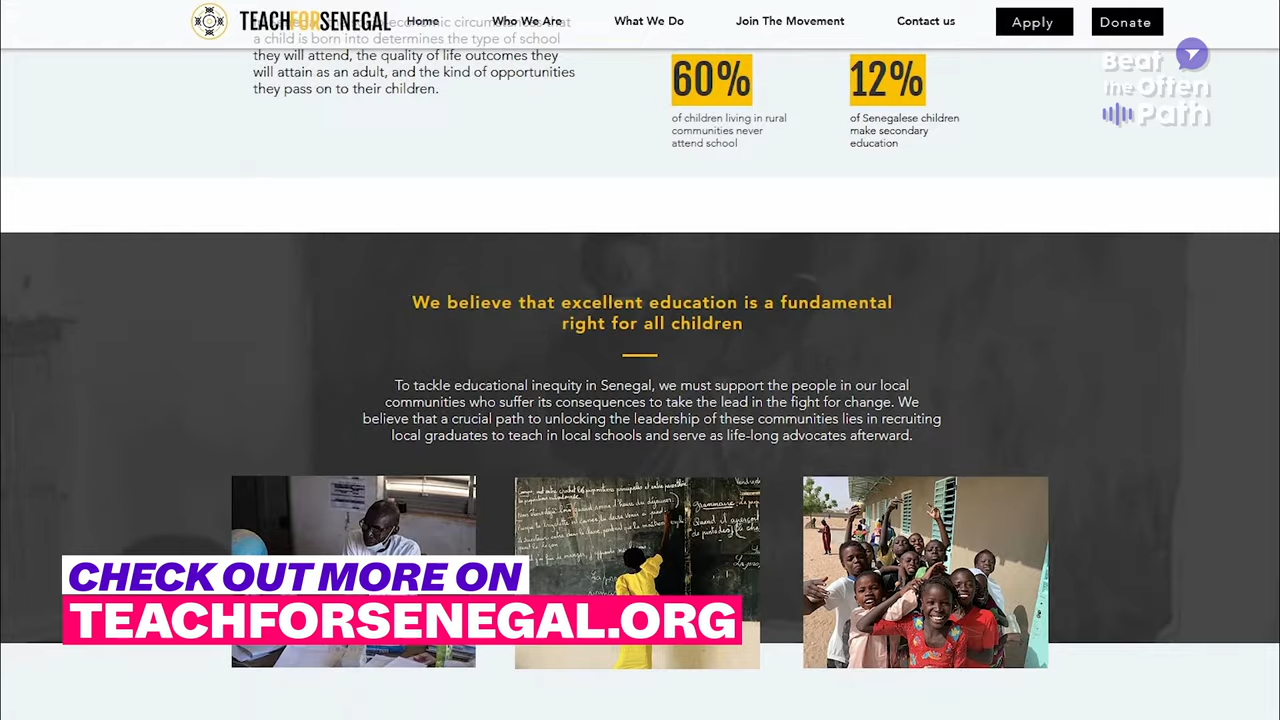 TEACHFORSENEGAL
Home
Who We Are
What We Do
Join The Movement
Contact us
Apply
Donate
a child is born into determines the type of school
they will attend, the quality of life outcomes they
will attain as an adult, and the kind of opportunities
they pass on to their children.
60%
of children living in rural
communities never
attend school
12%
of Senegalese children
make secondary
education
Beat
the Often
Path
We believe that excellent education is a fundamental
right for all children
To tackle educational inequity in Senegal, we must support the people in our local
communities who suffer its consequences to take the lead in the fight for change. We
believe that a crucial path to unlocking the leadership of these communities lies in recruiting
local graduates to teach in local schools and serve as life-long advocates afterward.
Grammaire
CHECK OUT MORE ON
TEACHFORSENEGAL.ORG